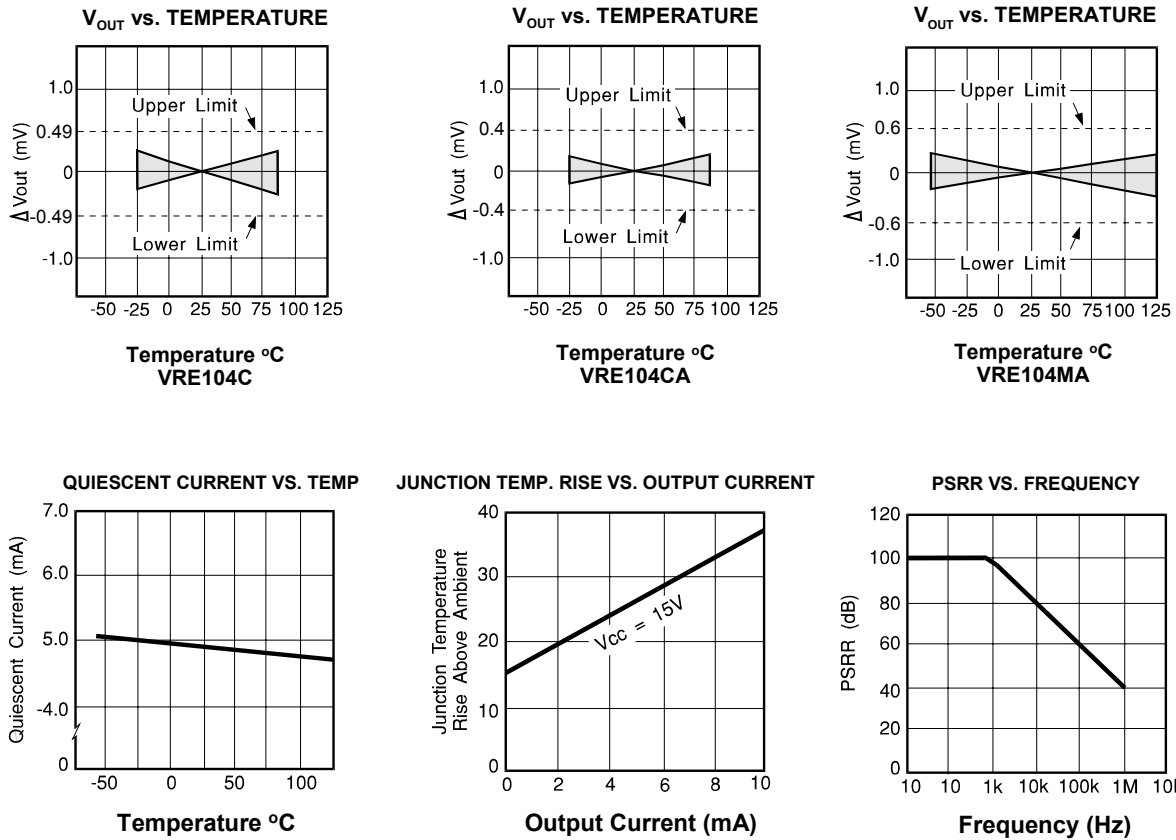 V_OUT vs. TEMPERATURE
1.0
Upper Limit
0.49
0
-0.49
Lower Limit
-1.0
Δ Vout (mV)
-50 -25 0 25 50 75 100 125
Temperature °C
VRE104C
V_OUT vs. TEMPERATURE
1.0
Upper Limit
0.4
0
-0.4
Lower Limit
-1.0
Δ Vout (mV)
-50 -25 0 25 50 75 100 125
Temperature °C
VRE104CA
V_OUT vs. TEMPERATURE
1.0
Upper Limit
0.6
0
-0.6
Lower Limit
-1.0
Δ Vout (mV)
-50 -25 0 25 50 75 100 125
Temperature °C
VRE104MA
QUIESCENT CURRENT VS. TEMP
7.0
6.0
5.0
-4.0
0
Quiescent Current (mA)
-50 0 50 100
Temperature °C
JUNCTION TEMP. RISE VS. OUTPUT CURRENT
40
30
20
10
0
Junction Temperature
Rise Above Ambient
Vcc = 15V
0 2 4 6 8 10
Output Current (mA)
PSRR VS. FREQUENCY
120
100
80
60
40
20
0
PSRR (dB)
10 10 1k 10k 100k 1M
Frequency (Hz)